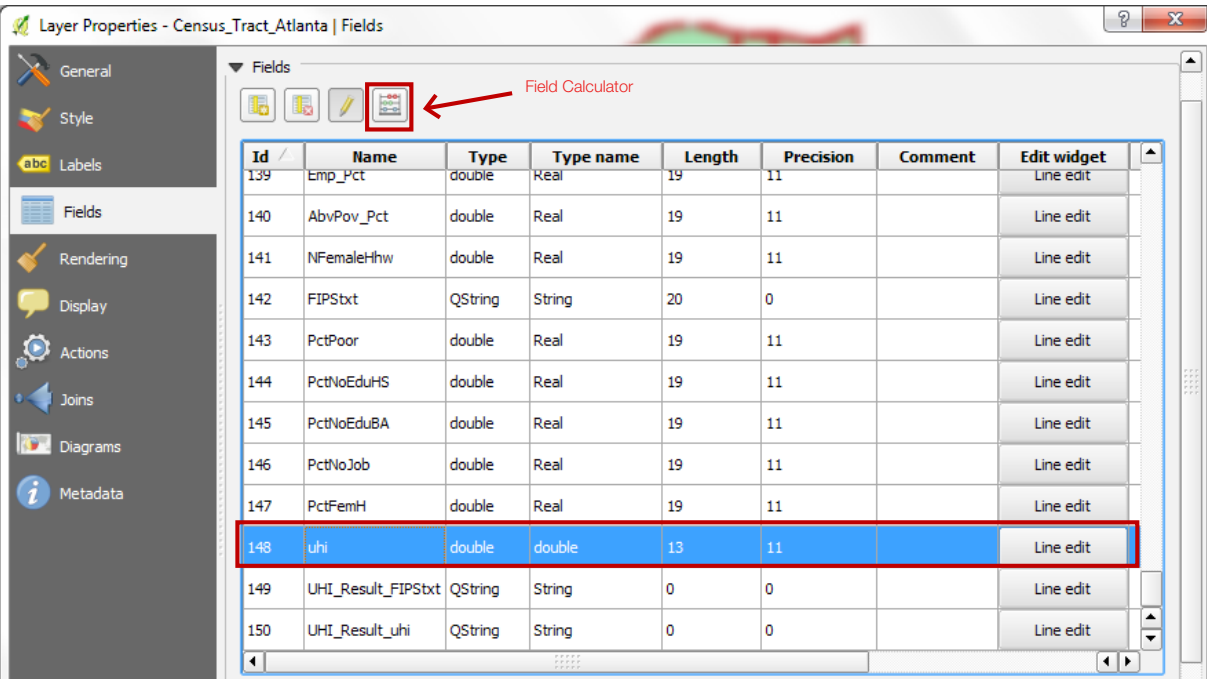 Layer Properties - Census_Tract_Atlanta | Fields
?
General
Style
abc Labels
Fields
Rendering
Display
Actions
Joins
Diagrams
i Metadata
Fields
Field Calculator
Id Name Type Type name Length Precision Comment Edit widget
139 Emp_Pct double Real 19 11 Line edit
140 AbvPov_Pct double Real 19 11 Line edit
141 NFemaleHhw double Real 19 11 Line edit
142 FIPStxt QString String 20 0 Line edit
143 PctPoor double Real 19 11 Line edit
144 PctNoEduHS double Real 19 11 Line edit
145 PctNoEduBA double Real 19 11 Line edit
146 PctNoJob double Real 19 11 Line edit
147 PctFemH double Real 19 11 Line edit
148 uhi double double 13 11 Line edit
149 UHI_Result_FIPStxt QString String 0 0 Line edit
150 UHI_Result_uhi QString String 0 0 Line edit